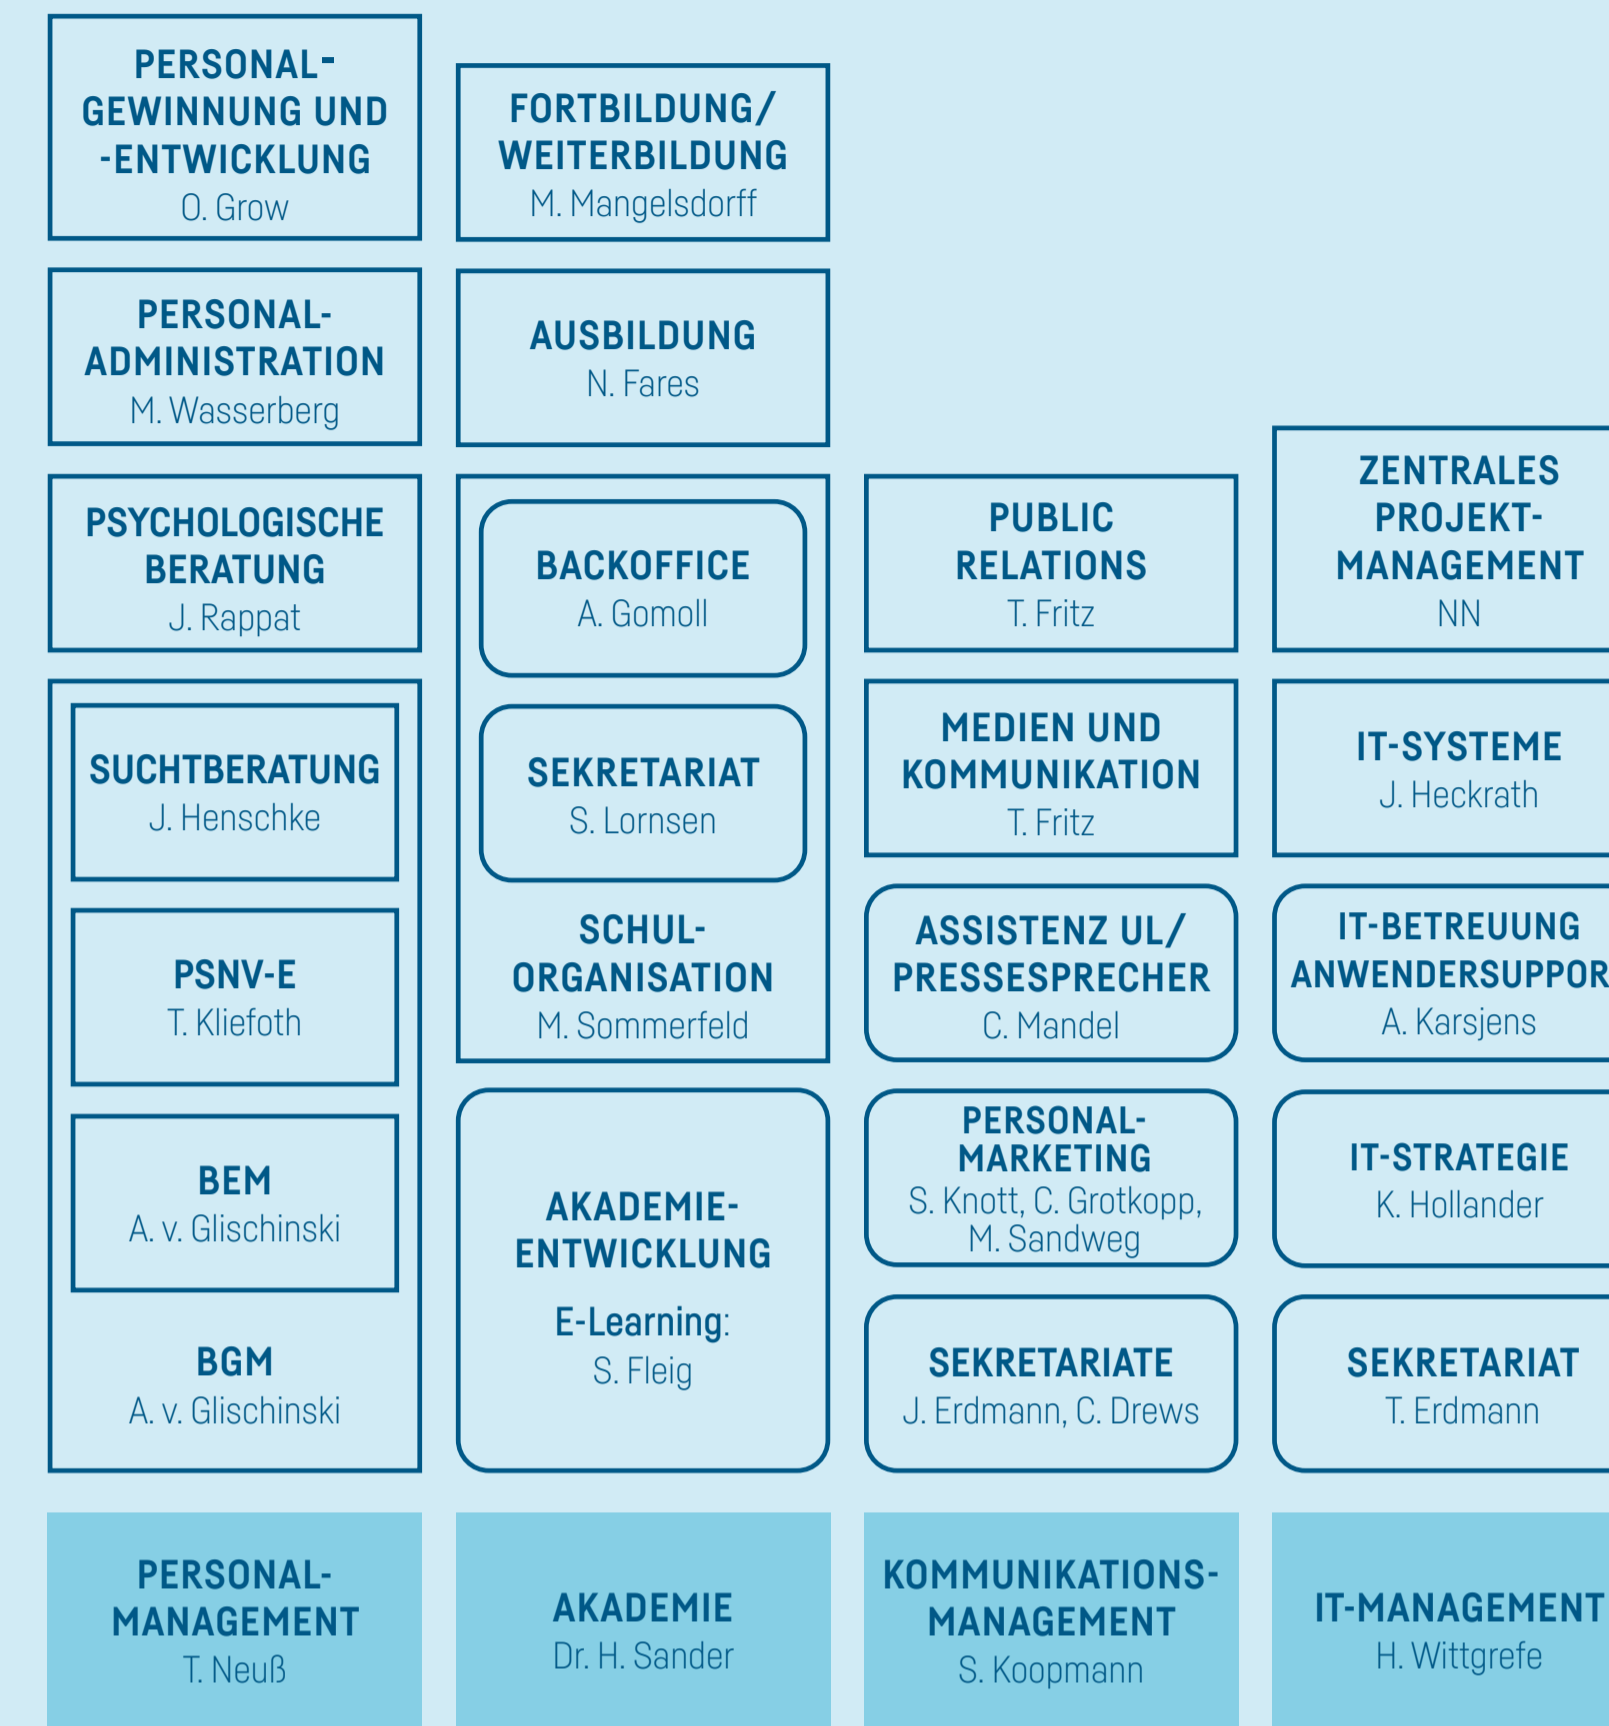 PERSONAL-
GEWINNUNG UND
-ENTWICKLUNG
O. Grow
PERSONAL-
ADMINISTRATION
M. Wasserberg
PSYCHOLOGISCHE
BERATUNG
J. Rappat
SUCHTBERATUNG
J. Henschke
PSNV-E
T. Kliefoth
BEM
A. v. Glischinski
BGM
A. v. Glischinski
PERSONAL-
MANAGEMENT
T. Neuß
FORTBILDUNG/
WEITERBILDUNG
M. Mangelsdorff
AUSBILDUNG
N. Fares
BACKOFFICE
A. Gomoll
SEKRETARIAT
S. Lornsen
SCHUL-
ORGANISATION
M. Sommerfeld
AKADEMIE-
ENTWICKLUNG
E-Learning:
S. Fleig
AKADEMIE
Dr. H. Sander
PUBLIC
RELATIONS
T. Fritz
MEDIEN UND
KOMMUNIKATION
T. Fritz
ASSISTENZ UL/
PRESSESPRECHER
C. Mandel
PERSONAL-
MARKETING
S. Knott, C. Grotkopp,
M. Sandweg
SEKRETARIATE
J. Erdmann, C. Drews
KOMMUNIKATIONS-
MANAGEMENT
S. Koopmann
ZENTRALES
PROJEKT-
MANAGEMENT
NN
IT-SYSTEME
J. Heckrath
IT-BETREUUNG
ANWENDERSUPPOR
A. Karsjens
IT-STRATEGIE
K. Hollander
SEKRETARIAT
T. Erdmann
IT-MANAGEMENT
H. Wittgrefe